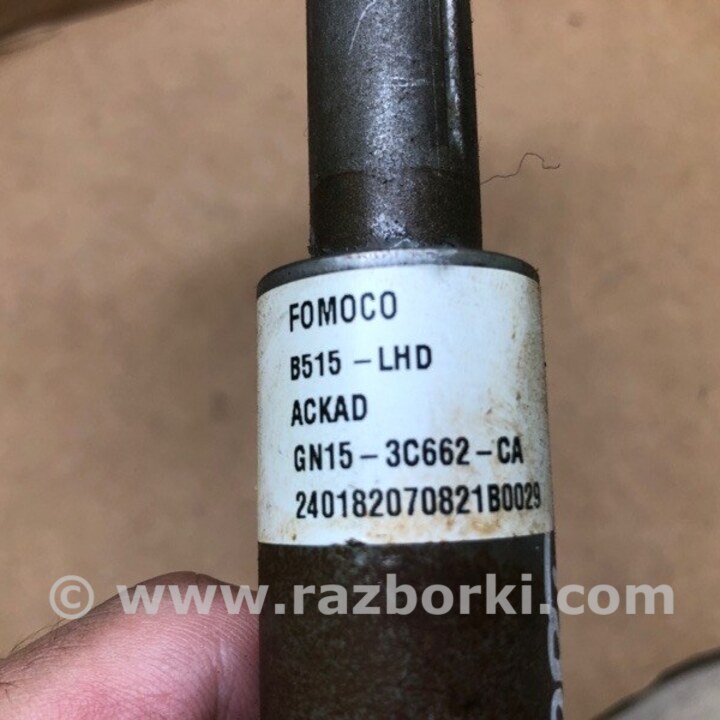 FOMOCO
B515 - LHD
ACKAD
GN15 - 3C662 - CA
240182070821B0029
© www.razborki.com